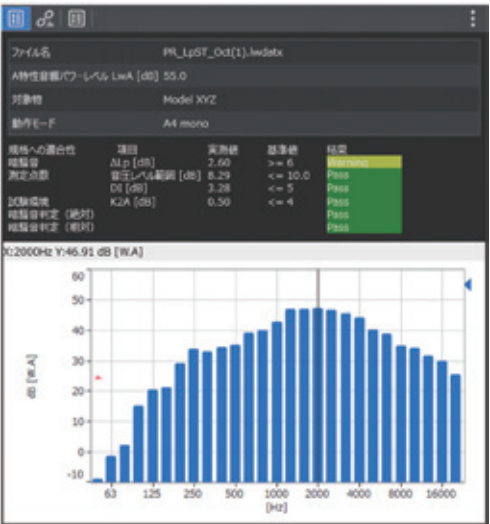 ファイル名 PR_LpST_Oct(1).lwdatx
A特性音響パワーレベル LwA [dB] 55.0
対象物 Model XYZ
動作モード A4 mono
規格への適合性 項目 実測値 基準値 結果
暗騒音 ΔLp [dB] 2.60 >= 6 Warning
測定点数 音圧レベル範囲 [dB] 8.29 <= 10.0 Pass
DI [dB] 3.28 <= 5 Pass
試験環境 K2A [dB] 0.50 <= 4 Pass
暗騒音判定（絶対） Pass
暗騒音判定（相対） Pass
X:2000Hz Y:46.91 dB [W.A]
60
50
40
30
20
10
0
-10
dB [W.A]
63 125 250 500 1000 2000 4000 8000 16000
[Hz]